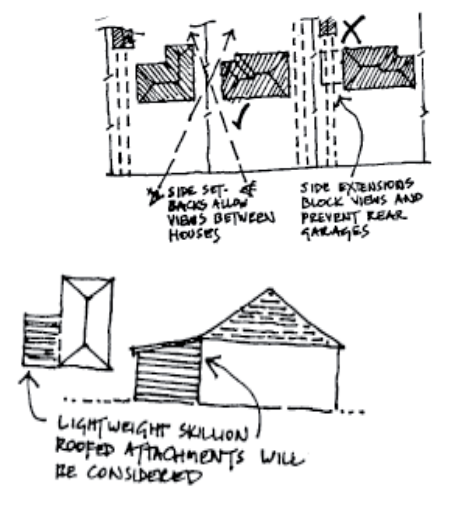 SIDE SET-
BACKS ALLOW
VIEWS BETWEEN
HOUSES
SIDE EXTENSIONS
BLOCK VIEWS AND
PREVENT REAR
GARAGES
LIGHTWEIGHT SKILLION
ROOFED ATTACHMENTS WILL
BE CONSIDERED